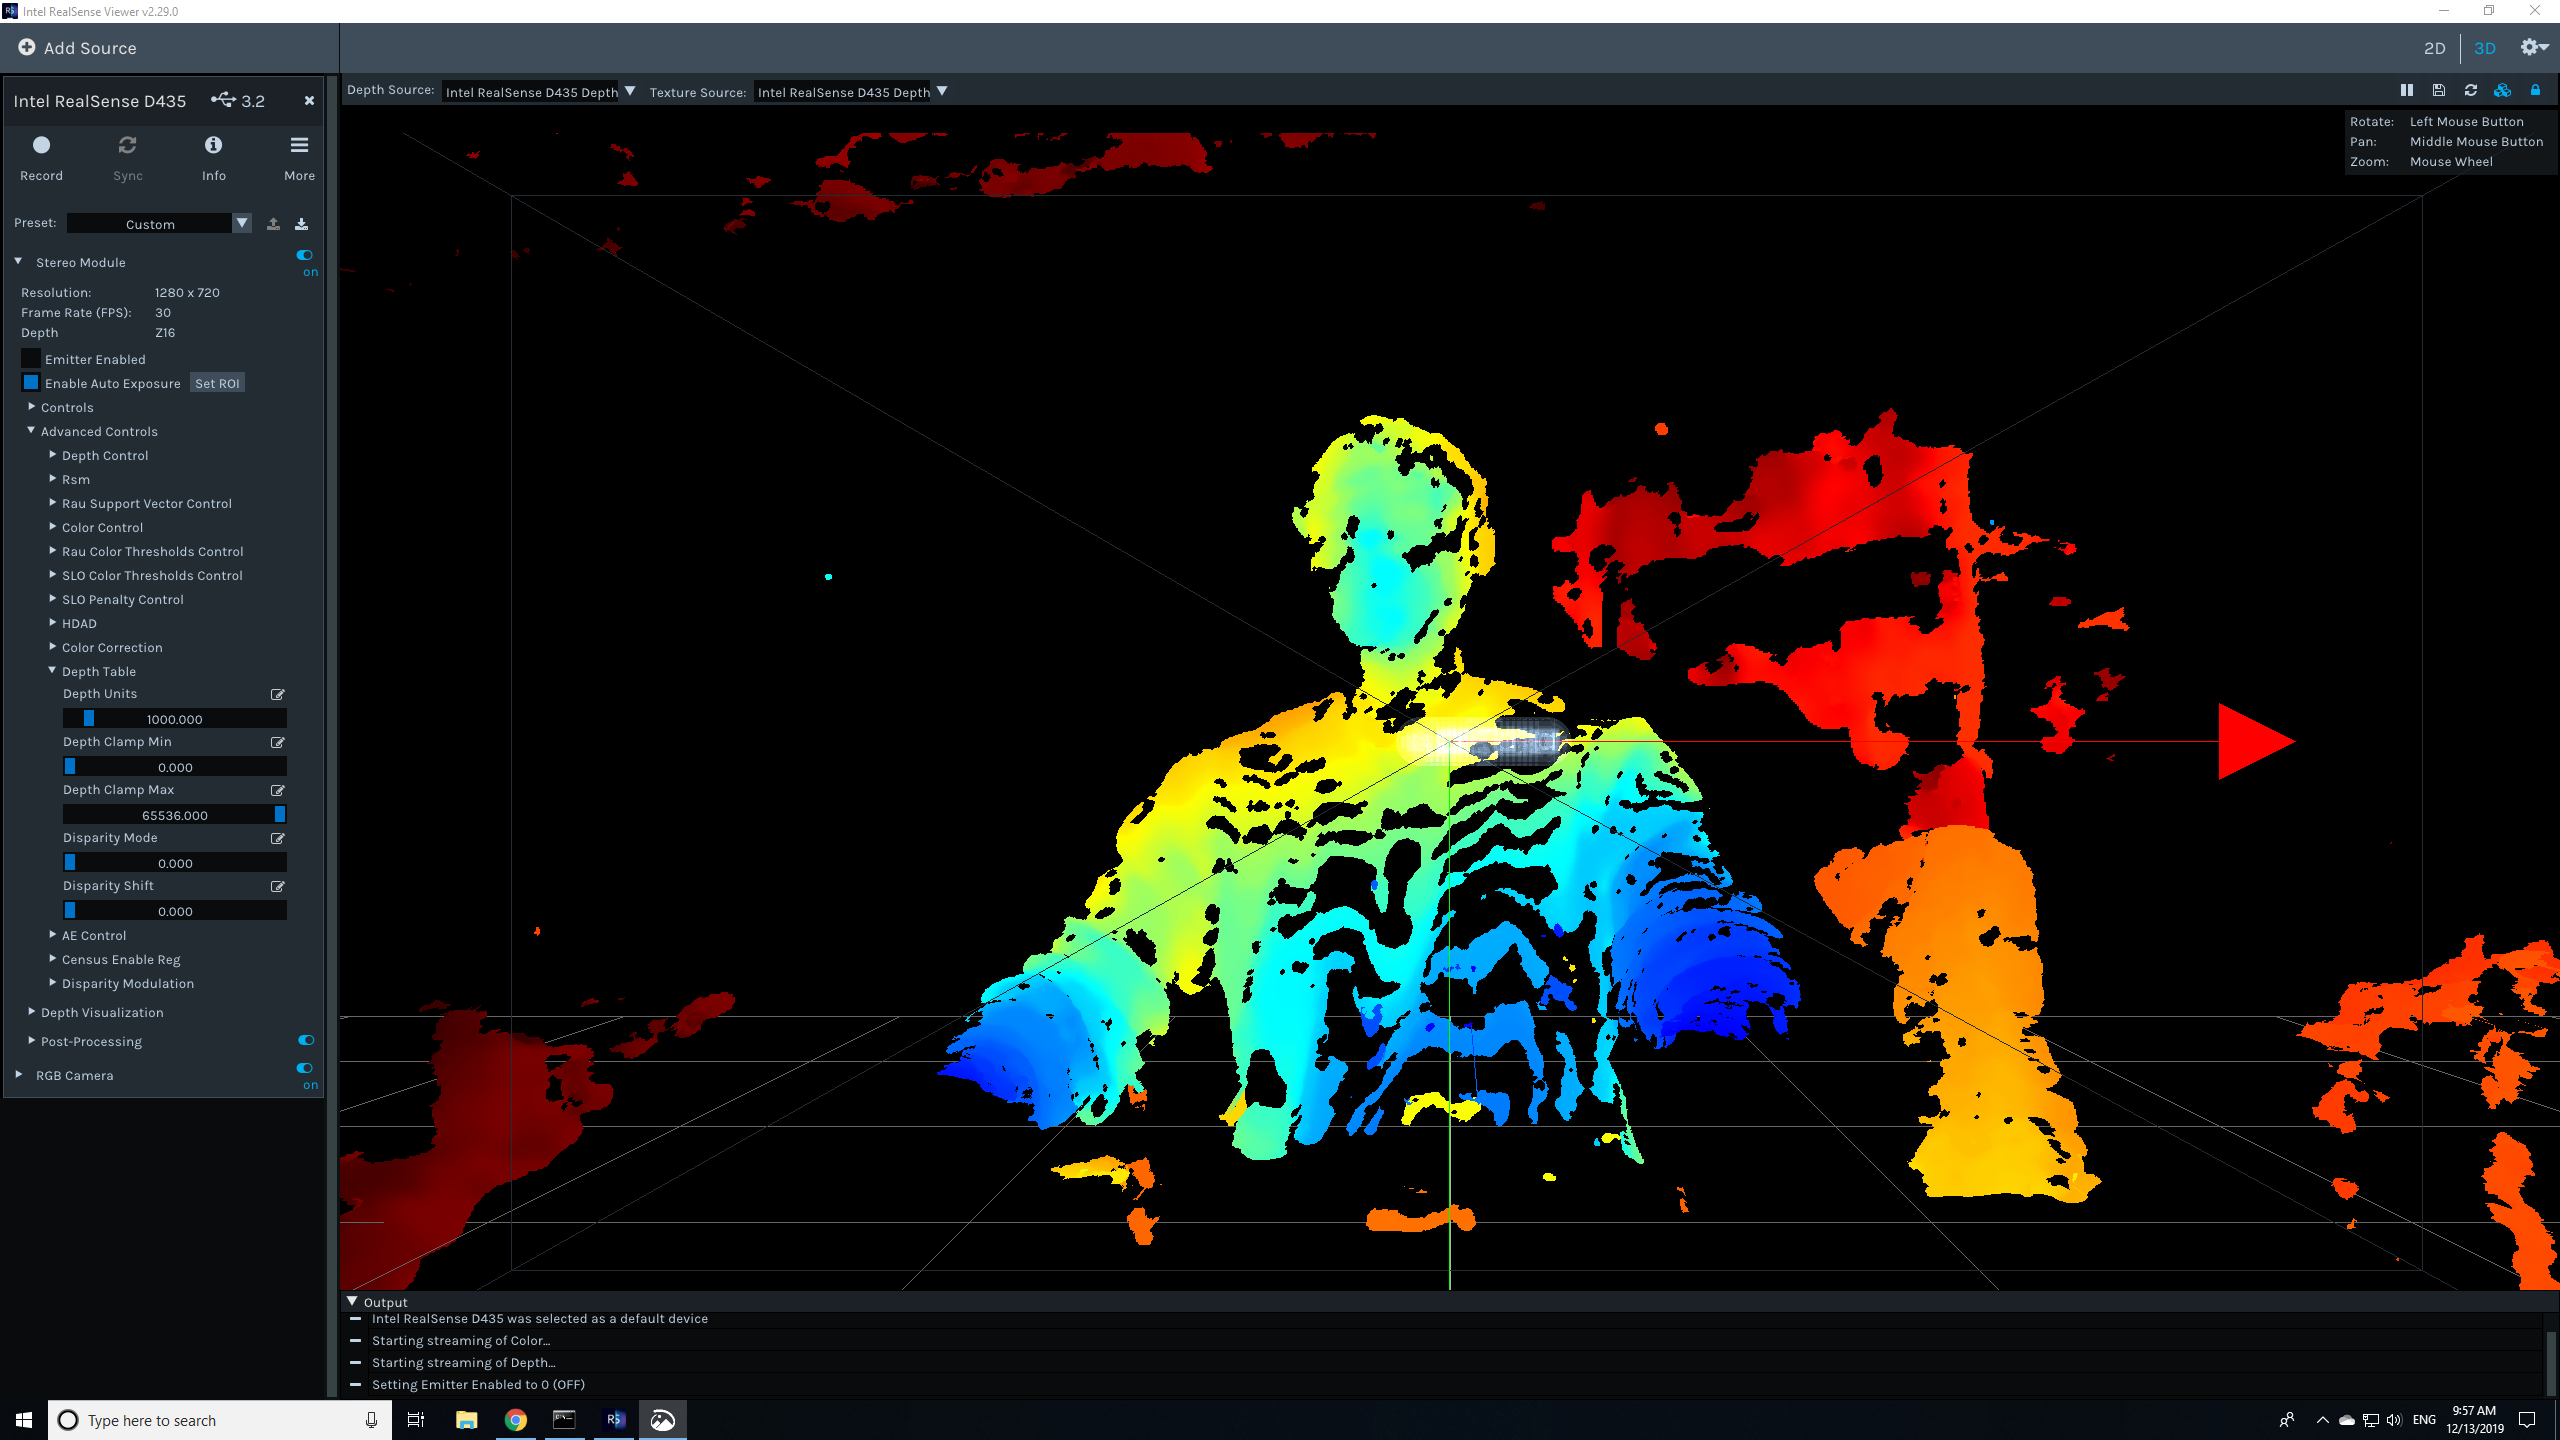 Intel RealSense Viewer v2.29.0
Add Source
2D
3D
Intel RealSense D435
3.2
Depth Source: Intel RealSense D435 Depth
Texture Source: Intel RealSense D435 Depth
Rotate: Left Mouse Button
Pan: Middle Mouse Button
Zoom: Mouse Wheel
Record
Sync
Info
More
Preset: Custom
Stereo Module
on
Resolution: 1280 x 720
Frame Rate (FPS): 30
Depth Z16
Emitter Enabled
Enable Auto Exposure Set ROI
Controls
Advanced Controls
Depth Control
Rsm
Rau Support Vector Control
Color Control
Rau Color Thresholds Control
SLO Color Thresholds Control
SLO Penalty Control
HDAD
Color Correction
Depth Table
Depth Units
1000.000
Depth Clamp Min
0.000
Depth Clamp Max
65536.000
Disparity Mode
0.000
Disparity Shift
0.000
AE Control
Census Enable Reg
Disparity Modulation
Depth Visualization
Post-Processing
RGB Camera
on
Output
Intel RealSense D435 was selected as a default device
Starting streaming of Color...
Starting streaming of Depth...
Setting Emitter Enabled to 0 (OFF)
Type here to search
RS
ENG
9:57 AM
12/13/2019